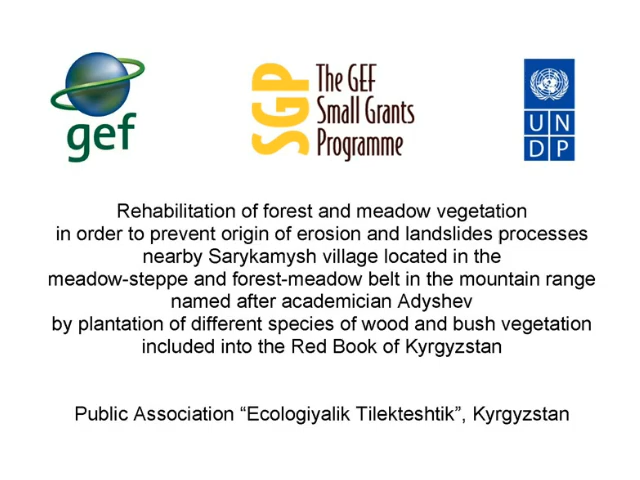 gef
SGP
The GEF
Small Grants
Programme
UN
DP
Rehabilitation of forest and meadow vegetation
in order to prevent origin of erosion and landslides processes
nearby Sarykamysh village located in the
meadow-steppe and forest-meadow belt in the mountain range
named after academician Adyshev
by plantation of different species of wood and bush vegetation
included into the Red Book of Kyrgyzstan
Public Association “Ecologiyalik Tilekteshtik”, Kyrgyzstan